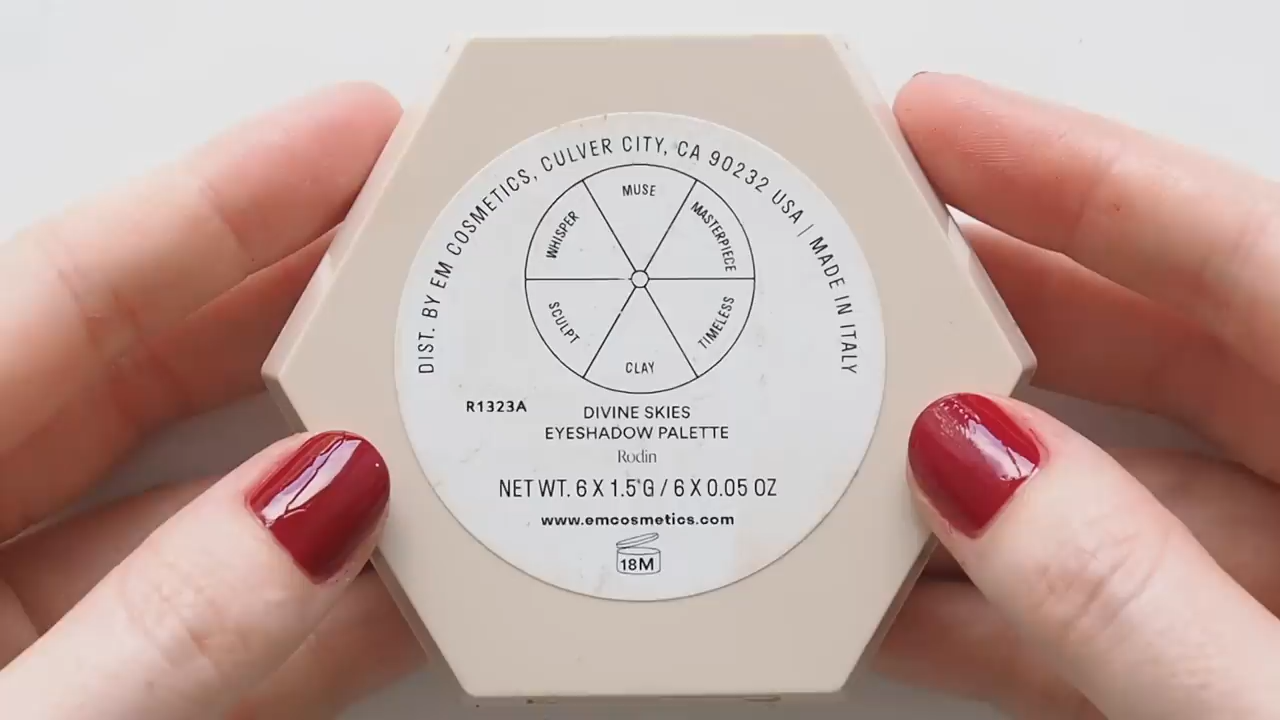 DIST. BY EM COSMETICS, CULVER CITY, CA 90232 USA | MADE IN ITALY
MUSE
MASTERPIECE
TIMELESS
CLAY
SCULPT
WHISPER
R1323A
DIVINE SKIES
EYESHADOW PALETTE
Rodin
NET WT. 6 X 1.5 G / 6 X 0.05 OZ
www.emcosmetics.com
18M